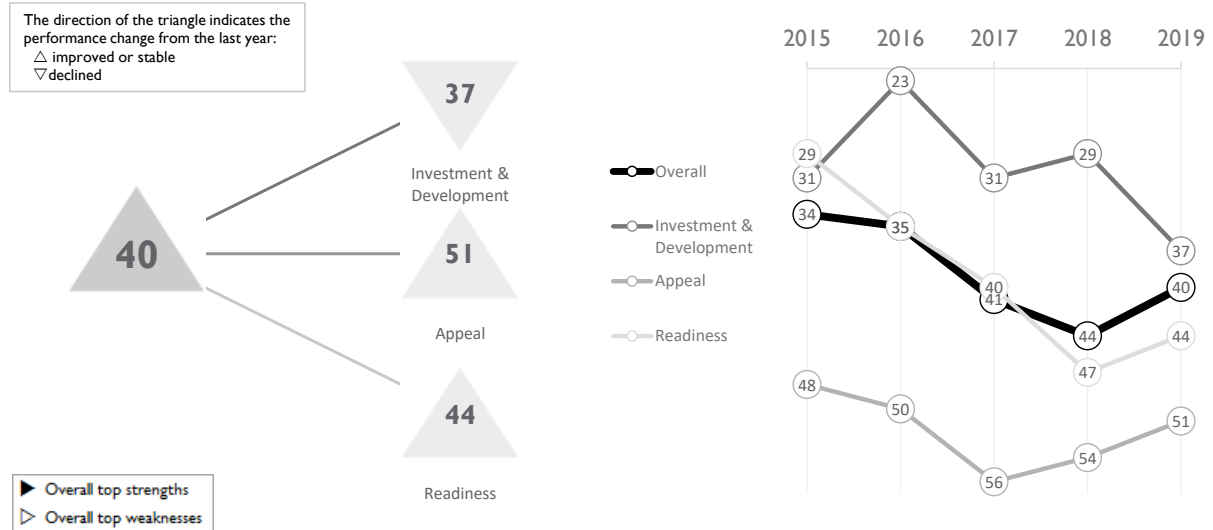 The direction of the triangle indicates the
performance change from the last year:
△ improved or stable
▽ declined
40
37
Investment &
Development
51
Appeal
44
Readiness
▶ Overall top strengths
▷ Overall top weaknesses
Overall
Investment &
Development
Appeal
Readiness
2015 2016 2017 2018 2019
23
29 29
31 31
34 35 37
40 40
41
44 44
47
48
50 51
54
56